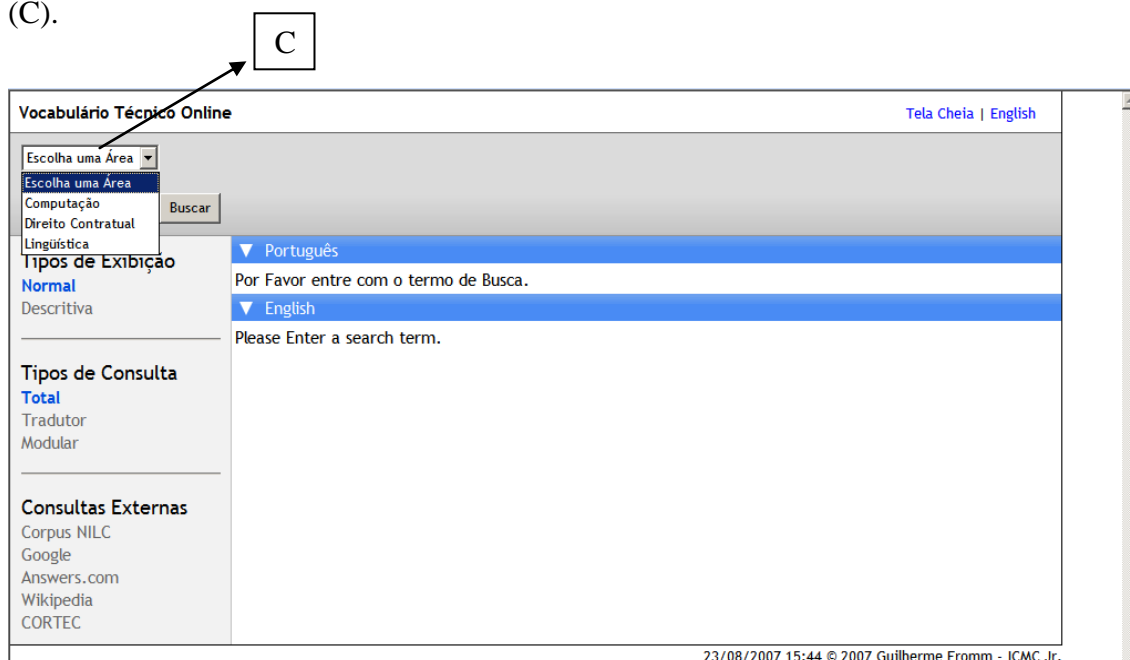 (C).
C
Vocabulário Técnico Online
Tela Cheia | English
Escolha uma Área
Escolha uma Área
Computação
Direito Contratual
Lingüística
Buscar
Tipos de Exibição
Normal
Descritiva
Tipos de Consulta
Total
Tradutor
Modular
Consultas Externas
Corpus NILC
Google
Answers.com
Wikipedia
CORTEC
Português
Por Favor entre com o termo de Busca.
English
Please Enter a search term.
23/08/2007 15:44 © 2007 Guilherme Fromm - ICMC Jr.